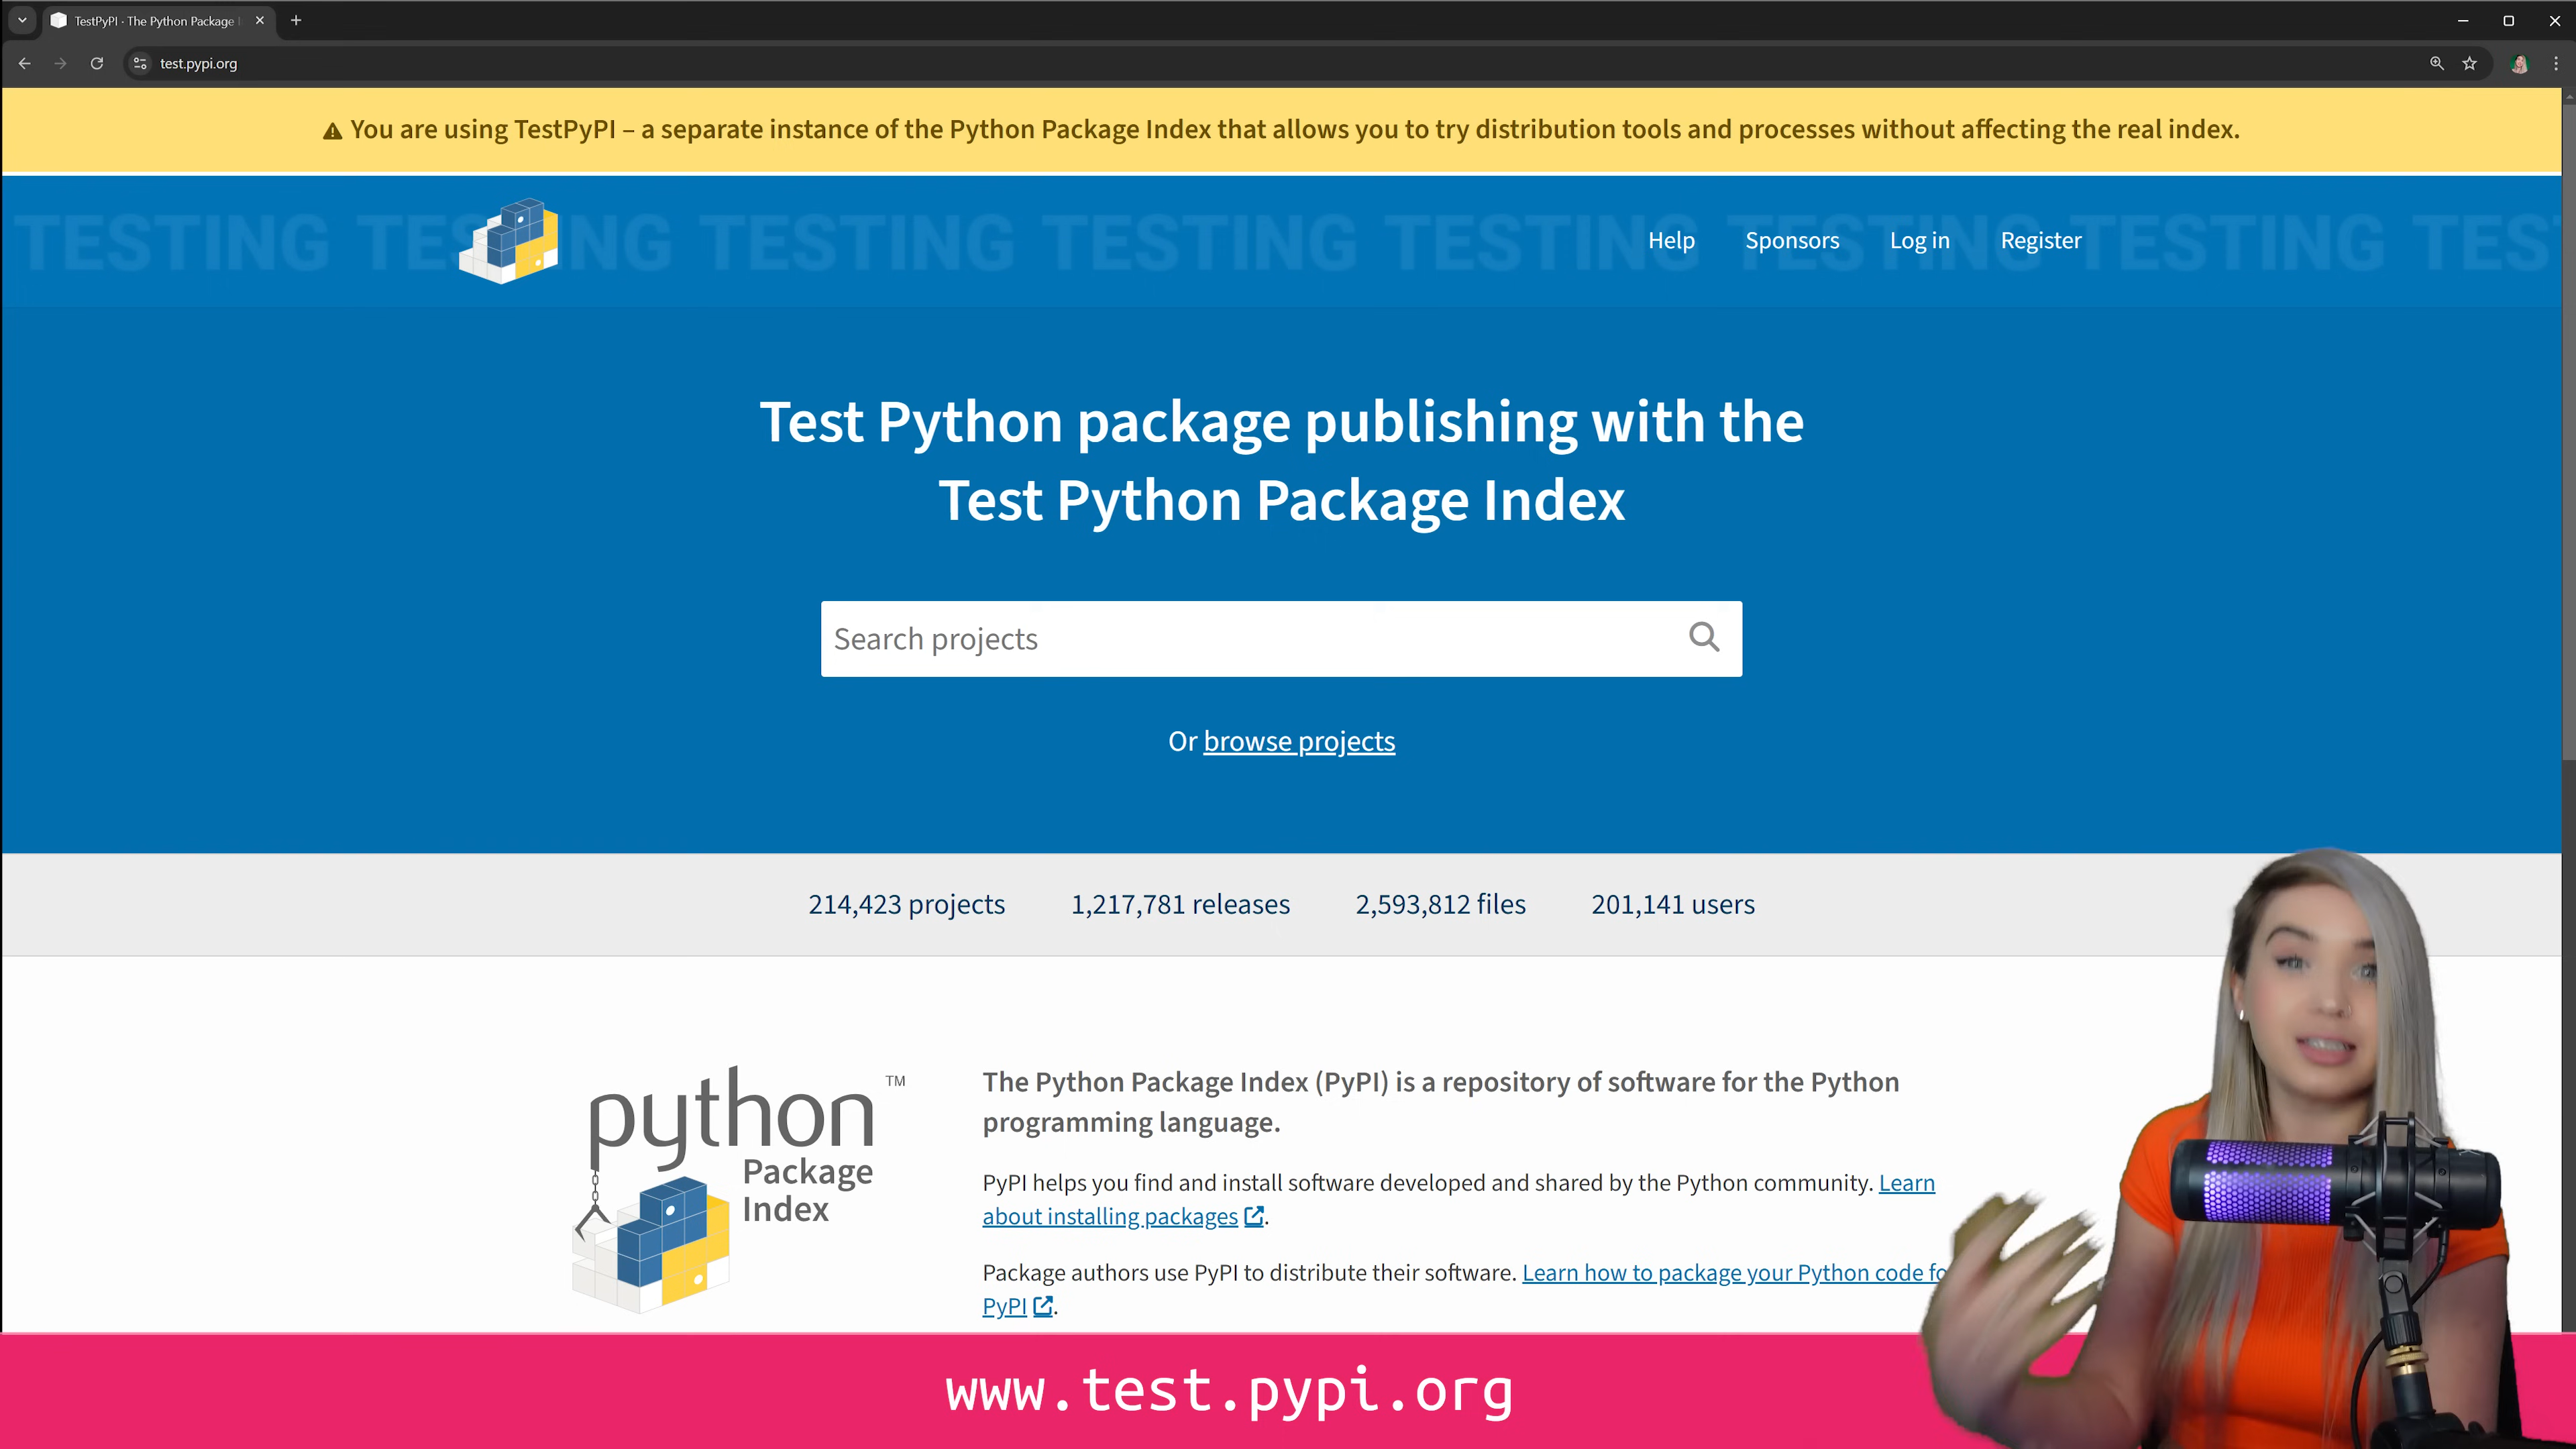 TestPyPI · The Python Package
test.pypi.org
You are using TestPyPI – a separate instance of the Python Package Index that allows you to try distribution tools and processes without affecting the real index.
TESTING TESTING TESTING TESTING TESTING TESTING TESTING TEST
Help Sponsors Log in Register
Test Python package publishing with the
Test Python Package Index
Search projects
Or browse projects
214,423 projects 1,217,781 releases 2,593,812 files 201,141 users
python TM
Package
Index
The Python Package Index (PyPI) is a repository of software for the Python
programming language.
PyPI helps you find and install software developed and shared by the Python community. Learn
about installing packages.
Package authors use PyPI to distribute their software. Learn how to package your Python code fo
PyPI.
www.test.pypi.org